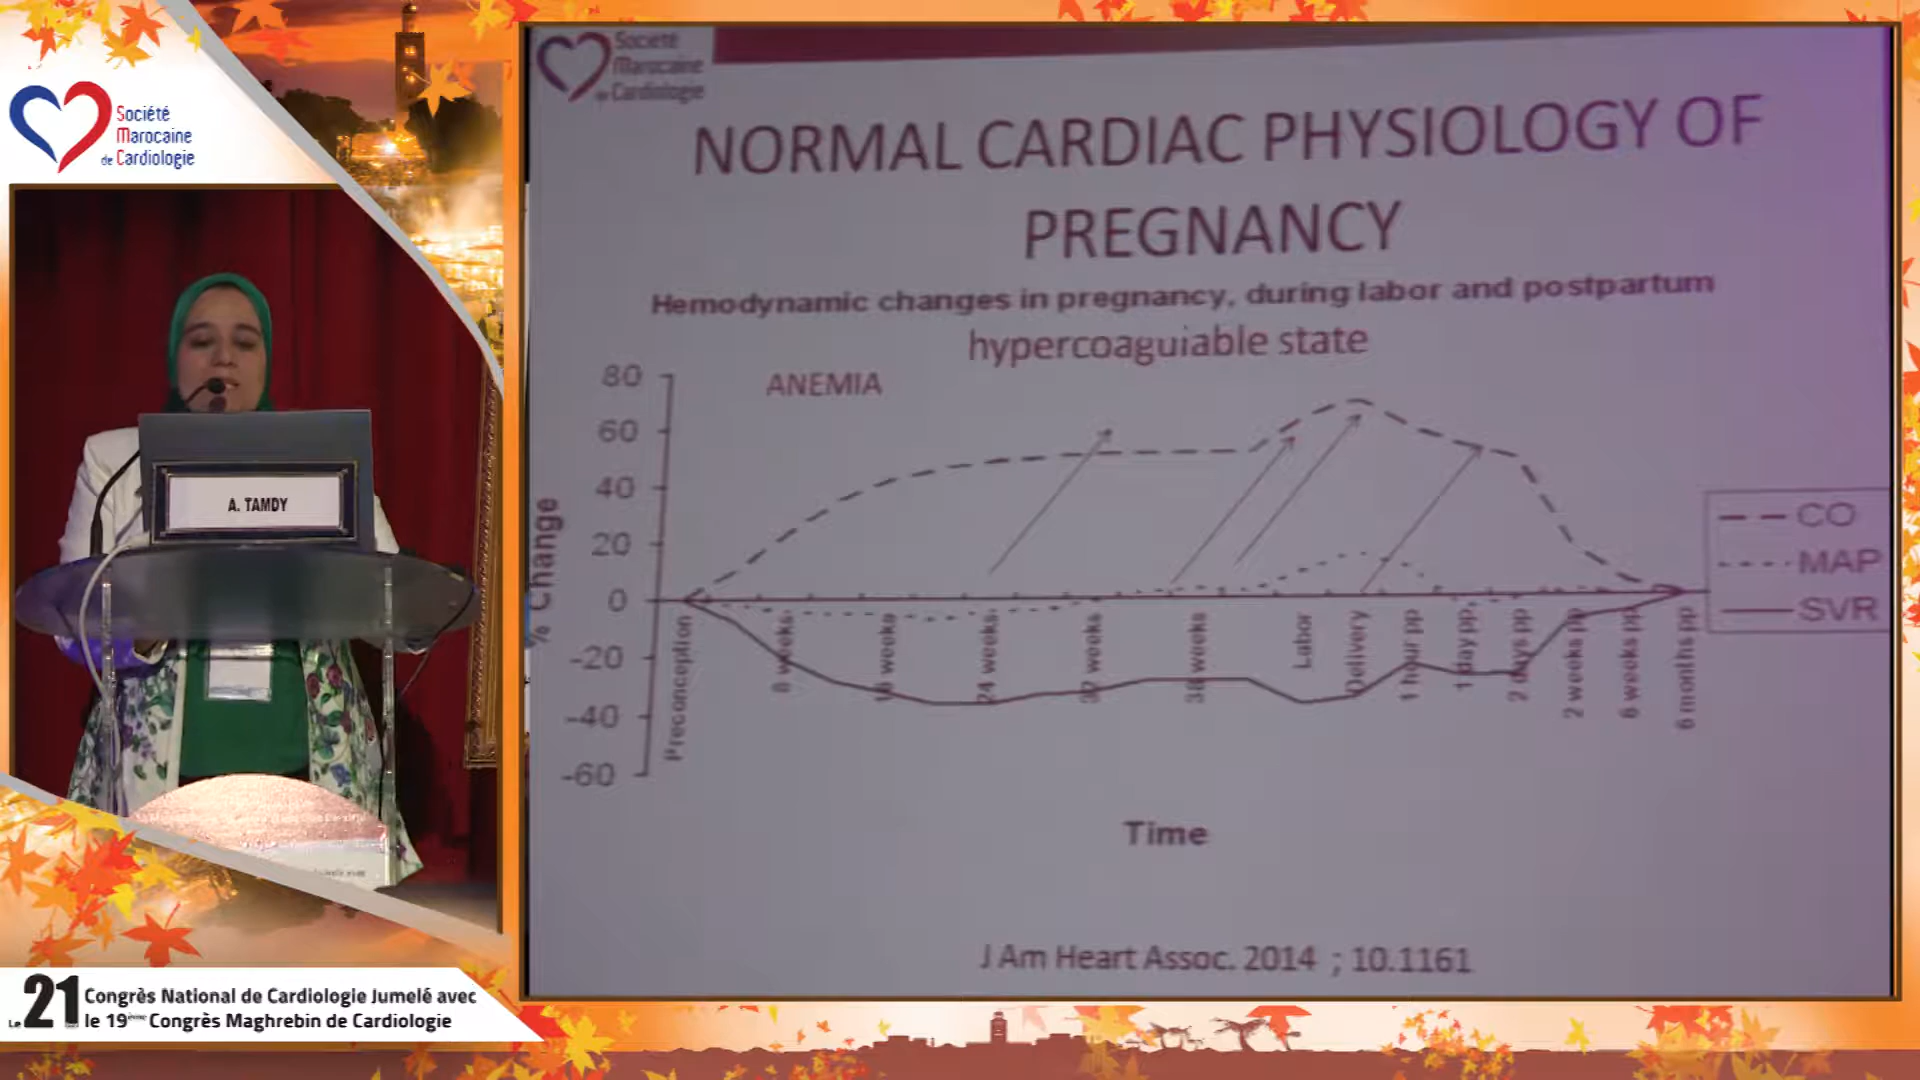 Société
Marocaine
de Cardiologie
A. TAMDY
Le 21 Congrès National de Cardiologie Jumelé avec
le 19ème Congrès Maghrebin de Cardiologie
Société
Marocaine
de Cardiologie
NORMAL CARDIAC PHYSIOLOGY OF
PREGNANCY
Hemodynamic changes in pregnancy, during labor and postpartum
hypercoaguiable state
ANEMIA
80
60
40
20
0
-20
-40
-60
% Change
Preconception
8 weeks
16 weeks
24 weeks
32 weeks
38 weeks
Labor
Delivery
1 hour pp
1 day pp
2 days pp
2 weeks pp
6 weeks pp
6 months pp
CO
MAP
SVR
Time
J Am Heart Assoc. 2014 ; 10.1161